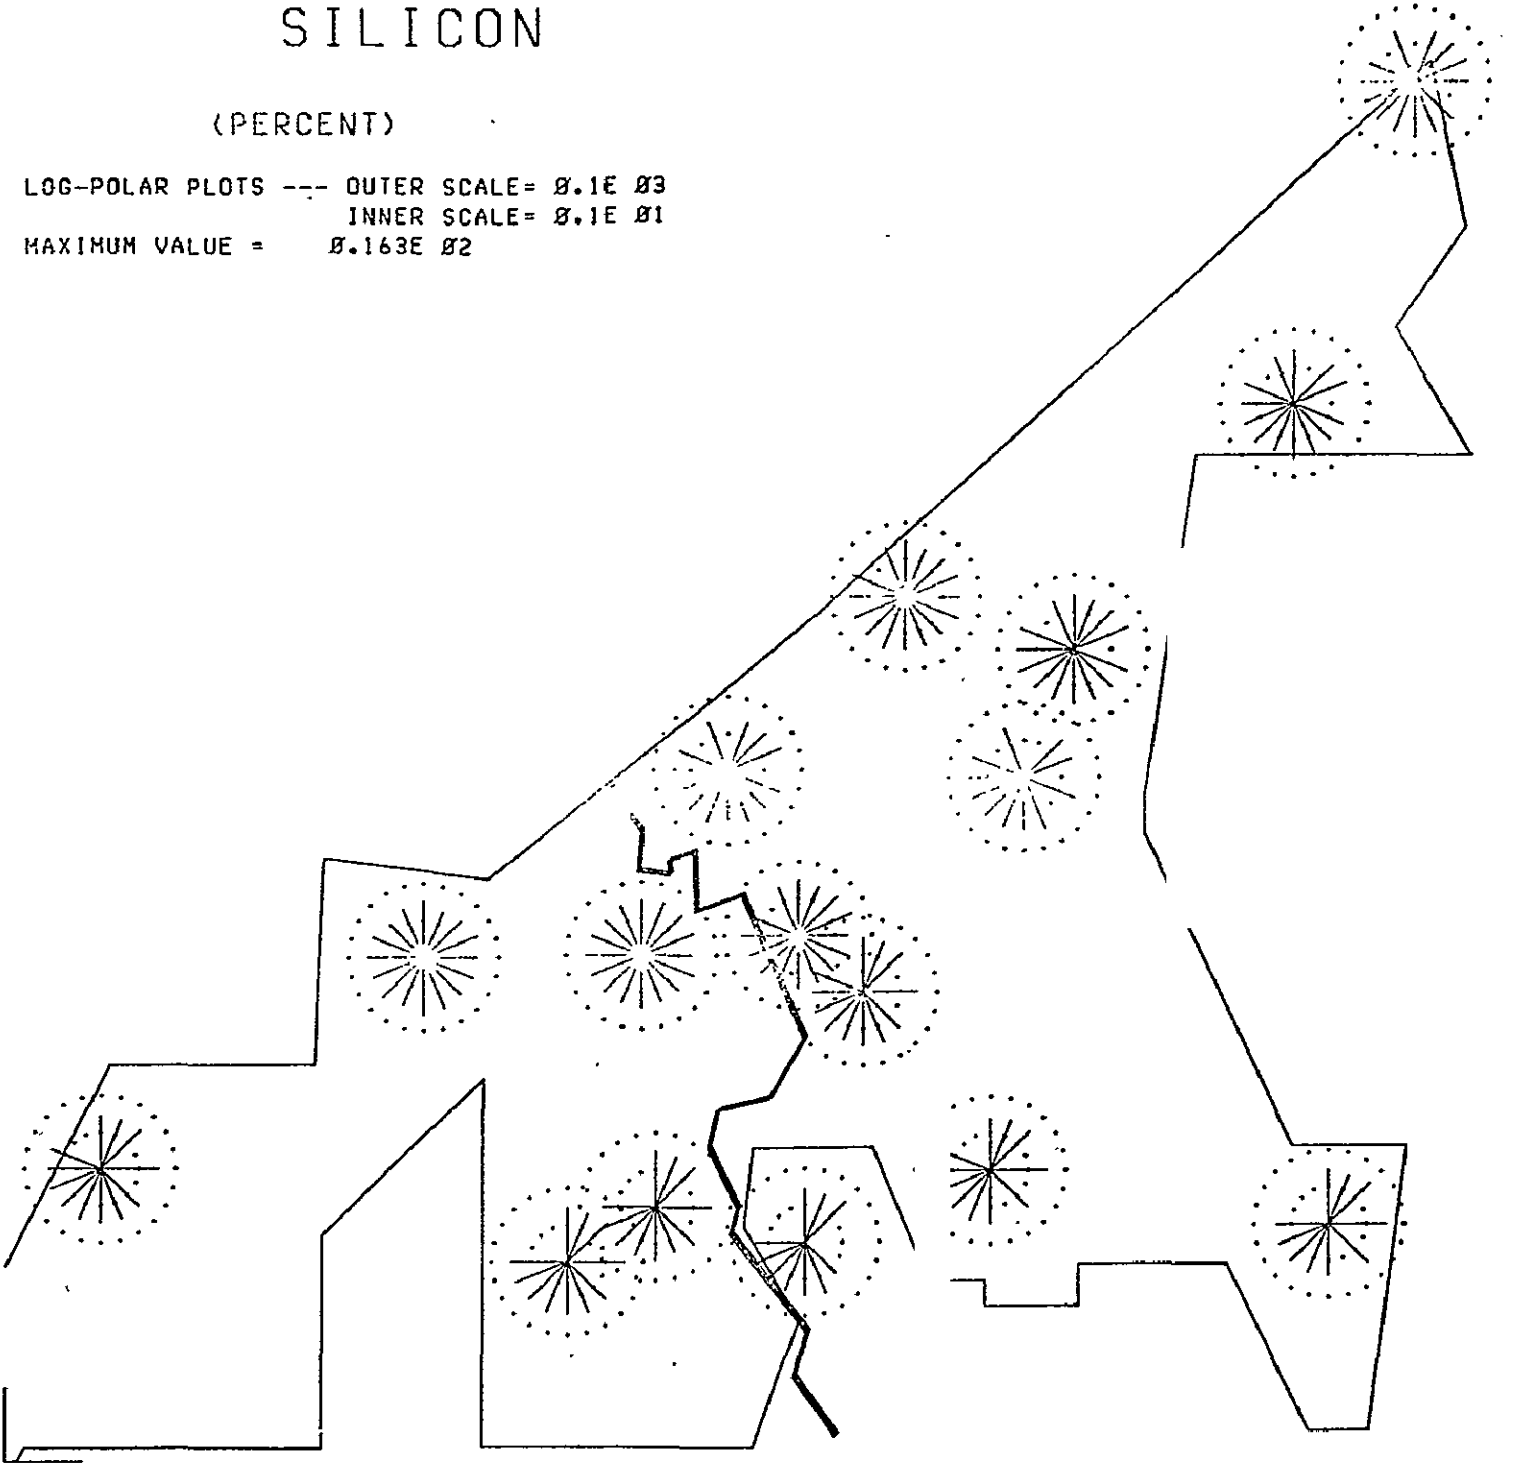 SILICON
(PERCENT)
LOG-POLAR PLOTS --- OUTER SCALE= Ø.1E Ø3
INNER SCALE= Ø.1E Ø1
MAXIMUM VALUE = Ø.163E Ø2